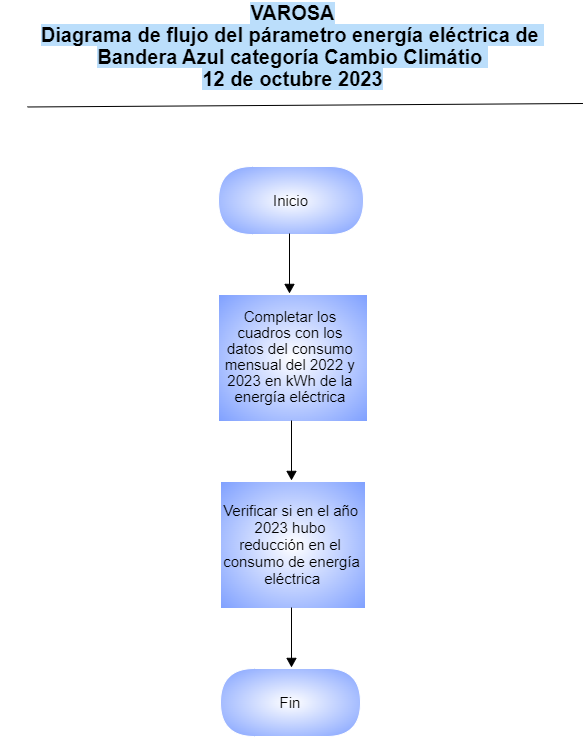 VAROSA
Diagrama de flujo del párametro energía eléctrica de
Bandera Azul categoría Cambio Climátio
12 de octubre 2023
Inicio
Completar los
cuadros con los
datos del consumo
mensual del 2022 y
2023 en kWh de la
energía eléctrica
Verificar si en el año
2023 hubo
reducción en el
consumo de energía
eléctrica
Fin